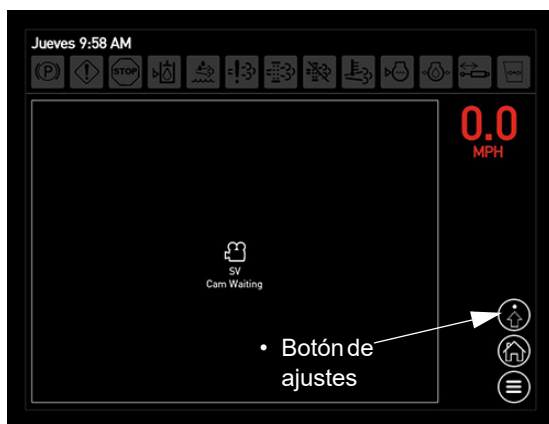 Jueves 9:58 AM
P
!
STOP
!
0.0
MPH
SV
Cam Waiting
• Botón de
ajustes